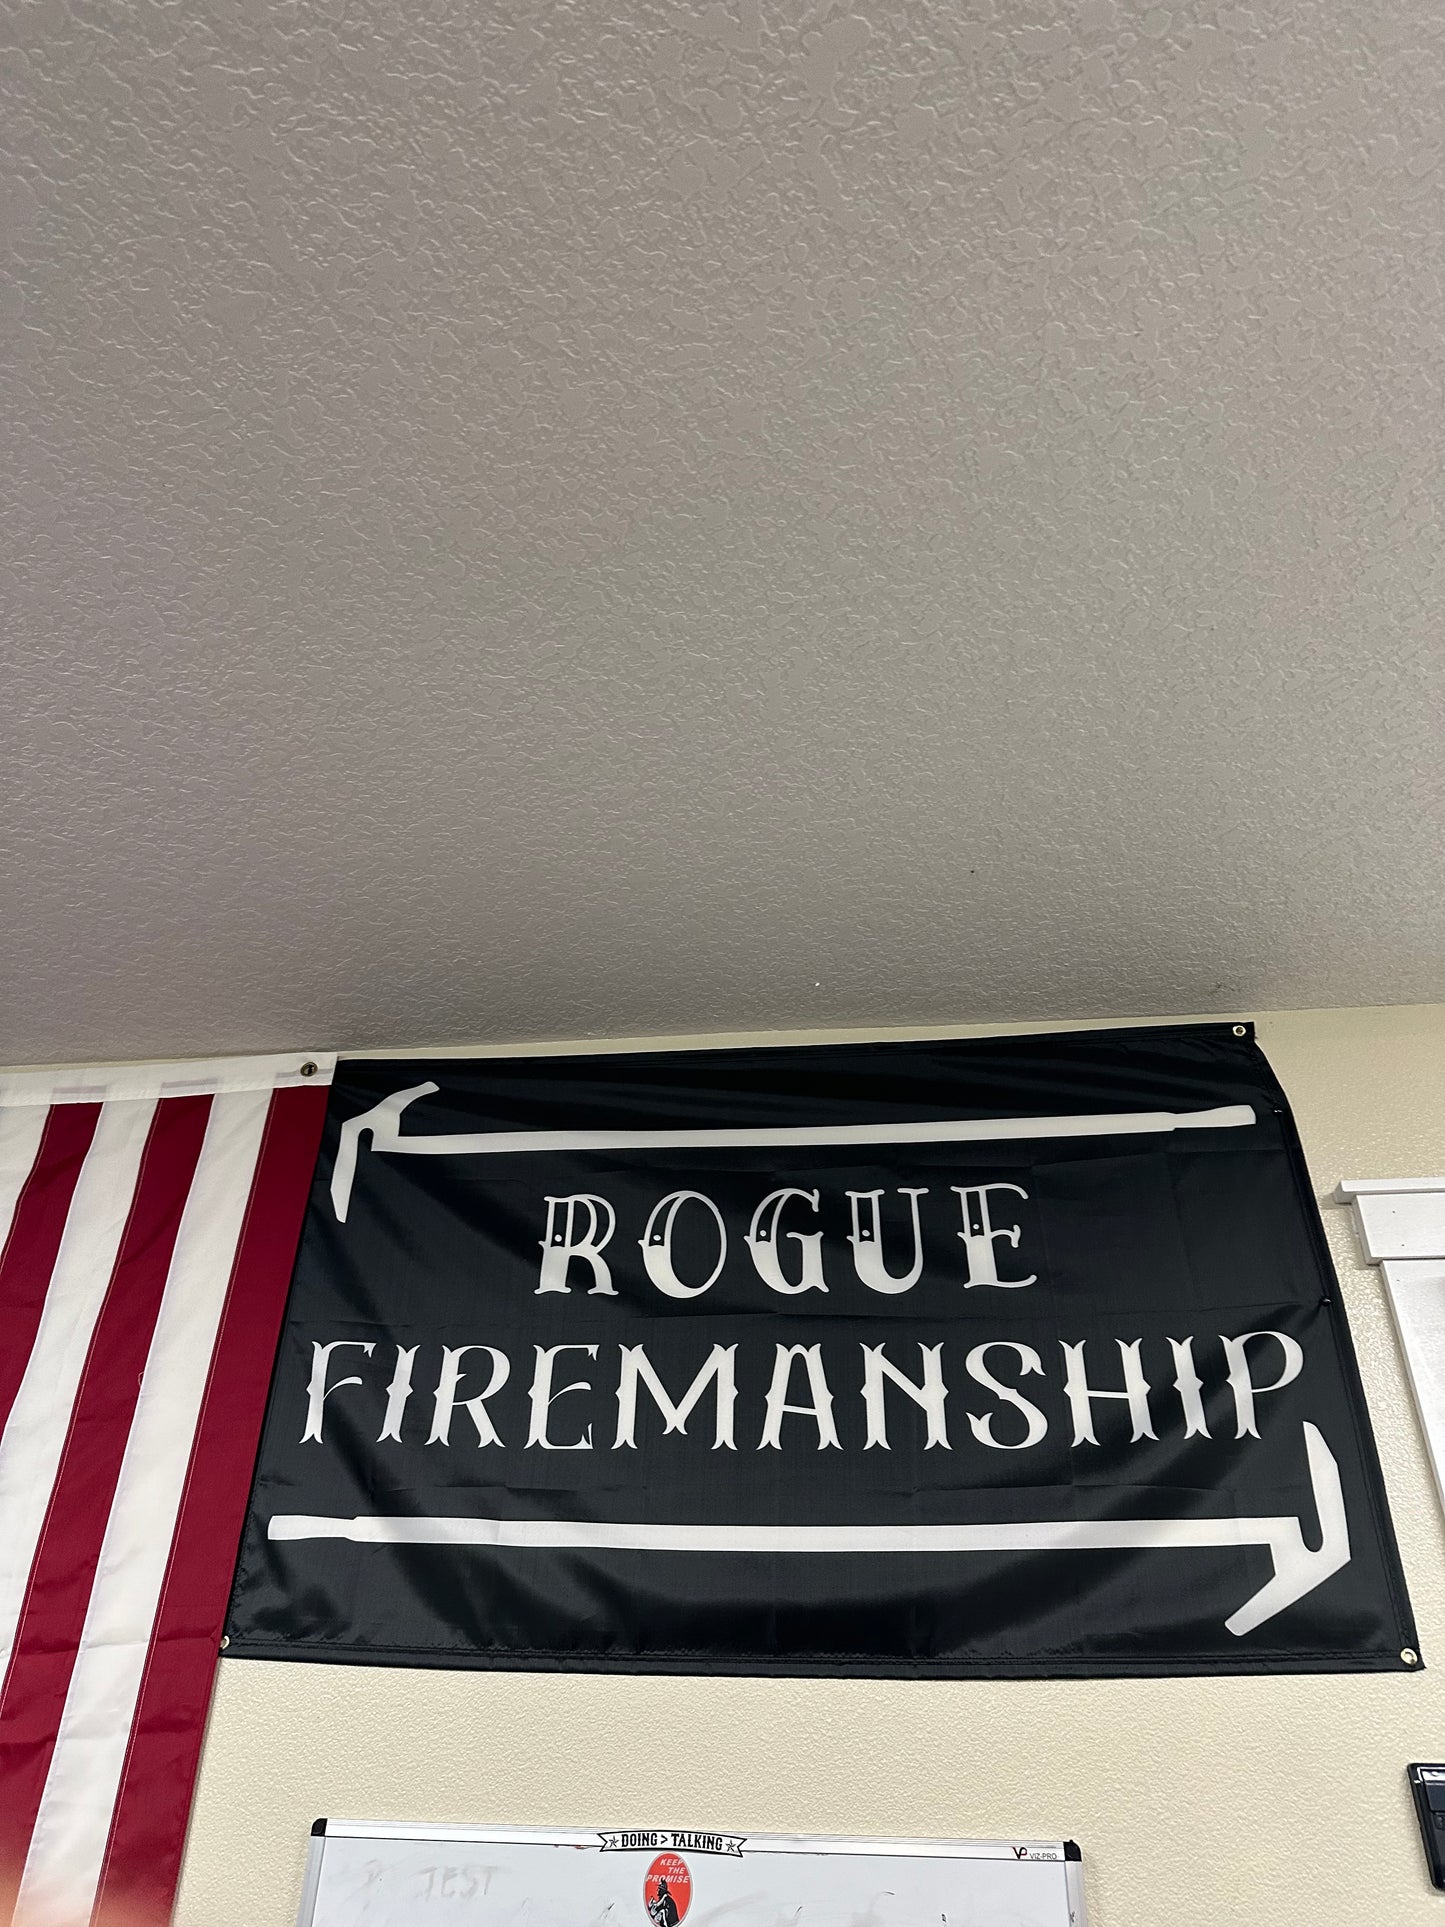 ROGUE
FIREMANSHIP
DOING > TALKING
VP VIZ-PRO
KEEP
THE
PROMISE
TEST